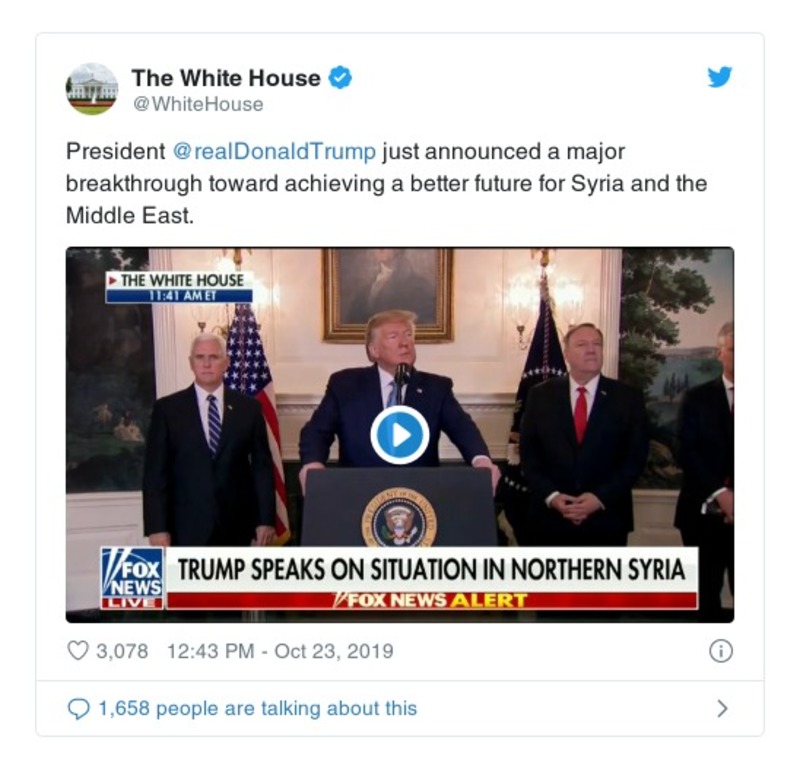 The White House
@WhiteHouse
President @realDonaldTrump just announced a major
breakthrough toward achieving a better future for Syria and the
Middle East.
THE WHITE HOUSE
11:41 AM ET
FOX
NEWS
LIVE
TRUMP SPEAKS ON SITUATION IN NORTHERN SYRIA
FOX NEWS ALERT
3,078 12:43 PM - Oct 23, 2019
1,658 people are talking about this